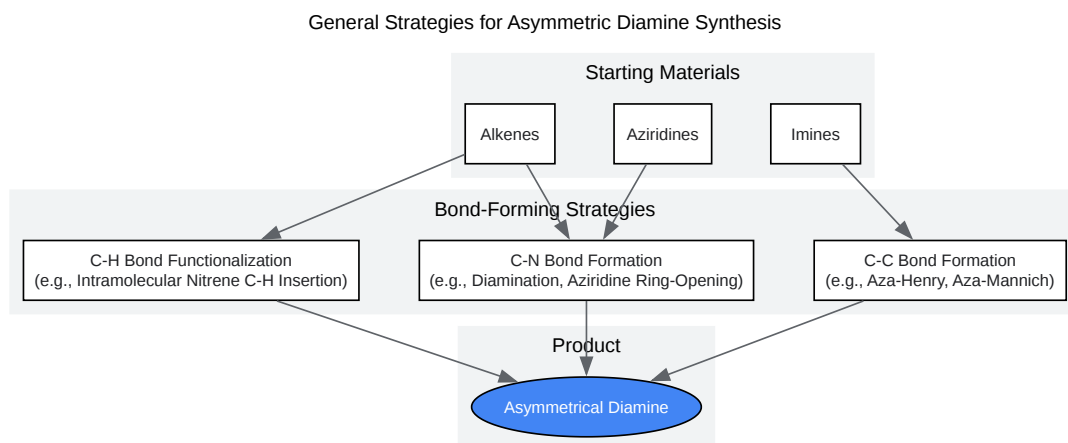 General Strategies for Asymmetric Diamine Synthesis
Starting Materials
Alkenes
Aziridines
Imines
Bond-Forming Strategies
C-H Bond Functionalization
(e.g., Intramolecular Nitrene C-H Insertion)
C-N Bond Formation
(e.g., Diamination, Aziridine Ring-Opening)
C-C Bond Formation
(e.g., Aza-Henry, Aza-Mannich)
Product
Asymmetrical Diamine